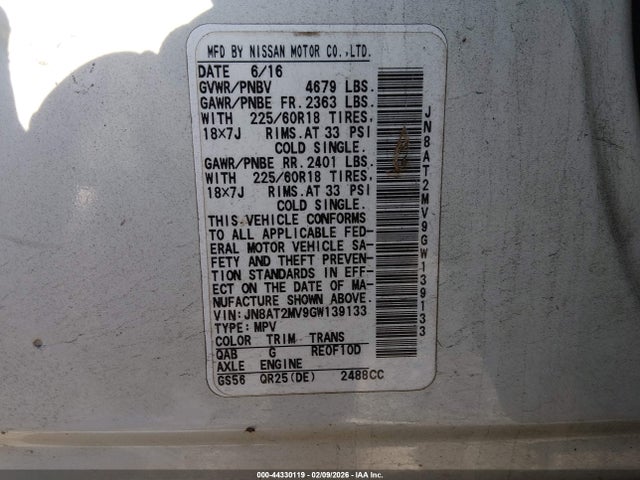 MFD BY NISSAN MOTOR CO.,LTD.
DATE 6/16
GVWR/PNBV 4679 LBS.
GAWR/PNBE FR. 2363 LBS.
WITH 225/60R18 TIRES,
18×7J RIMS.AT 33 PSI
COLD SINGLE.
GAWR/PNBE RR. 2401 LBS.
WITH 225/60R18 TIRES,
18×7J RIMS.AT 33 PSI
COLD SINGLE.
THIS VEHICLE CONFORMS
TO ALL APPLICABLE FED-
ERAL MOTOR VEHICLE SA-
FETY AND THEFT PREVEN-
TION STANDARDS IN EFF-
ECT ON THE DATE OF MA-
NUFACTURE SHOWN ABOVE.
VIN: JN8AT2MV9GW139133
TYPE: MPV
COLOR TRIM TRANS
QAB G RE0F10D
AXLE ENGINE
GS56 QR25(DE) 2488CC
JN8AT2MV9GW139133
000-44330119 | 02/09/2026 | IAA Inc.